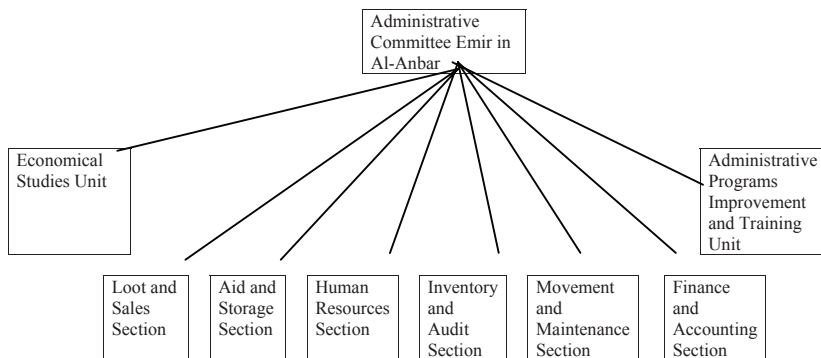 Administrative
Committee Emir in
Al-Anbar
Economical
Studies Unit
Administrative
Programs
Improvement
and Training
Unit
Loot and
Sales
Section
Aid and
Storage
Section
Human
Resources
Section
Inventory
and
Audit
Section
Movement
and
Maintenance
Section
Finance
and
Accounting
Section